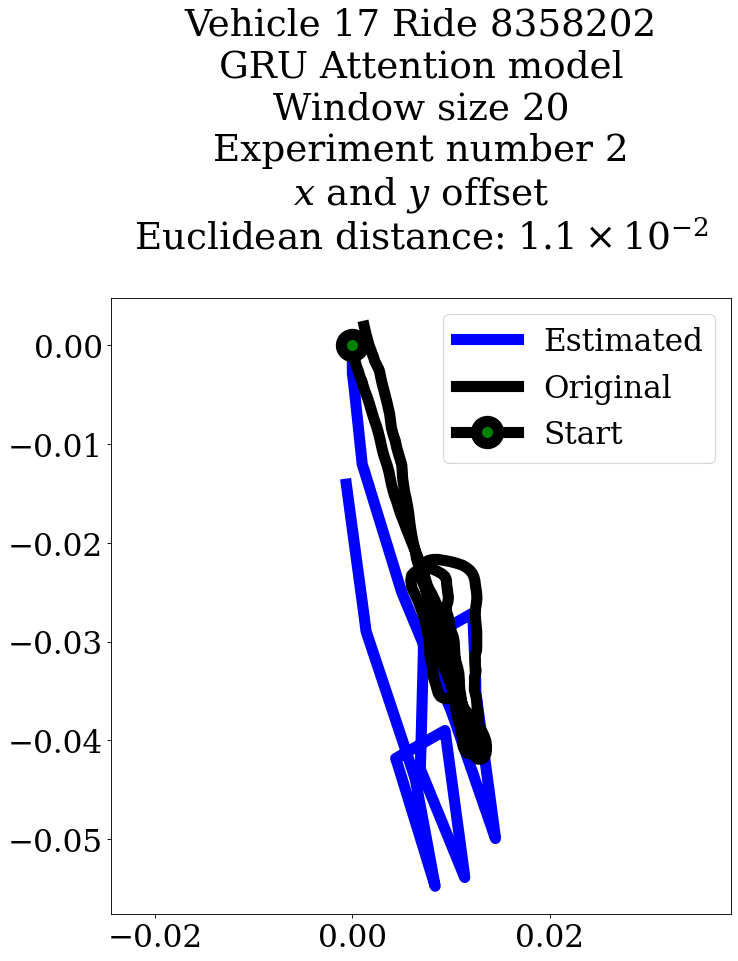 Vehicle 17 Ride 8358202
GRU Attention model
Window size 20
Experiment number 2
x and y offset
Euclidean distance: 1.1 × 10⁻²
Estimated
Original
Start
0.00
−0.01
−0.02
−0.03
−0.04
−0.05
−0.02
0.00
0.02